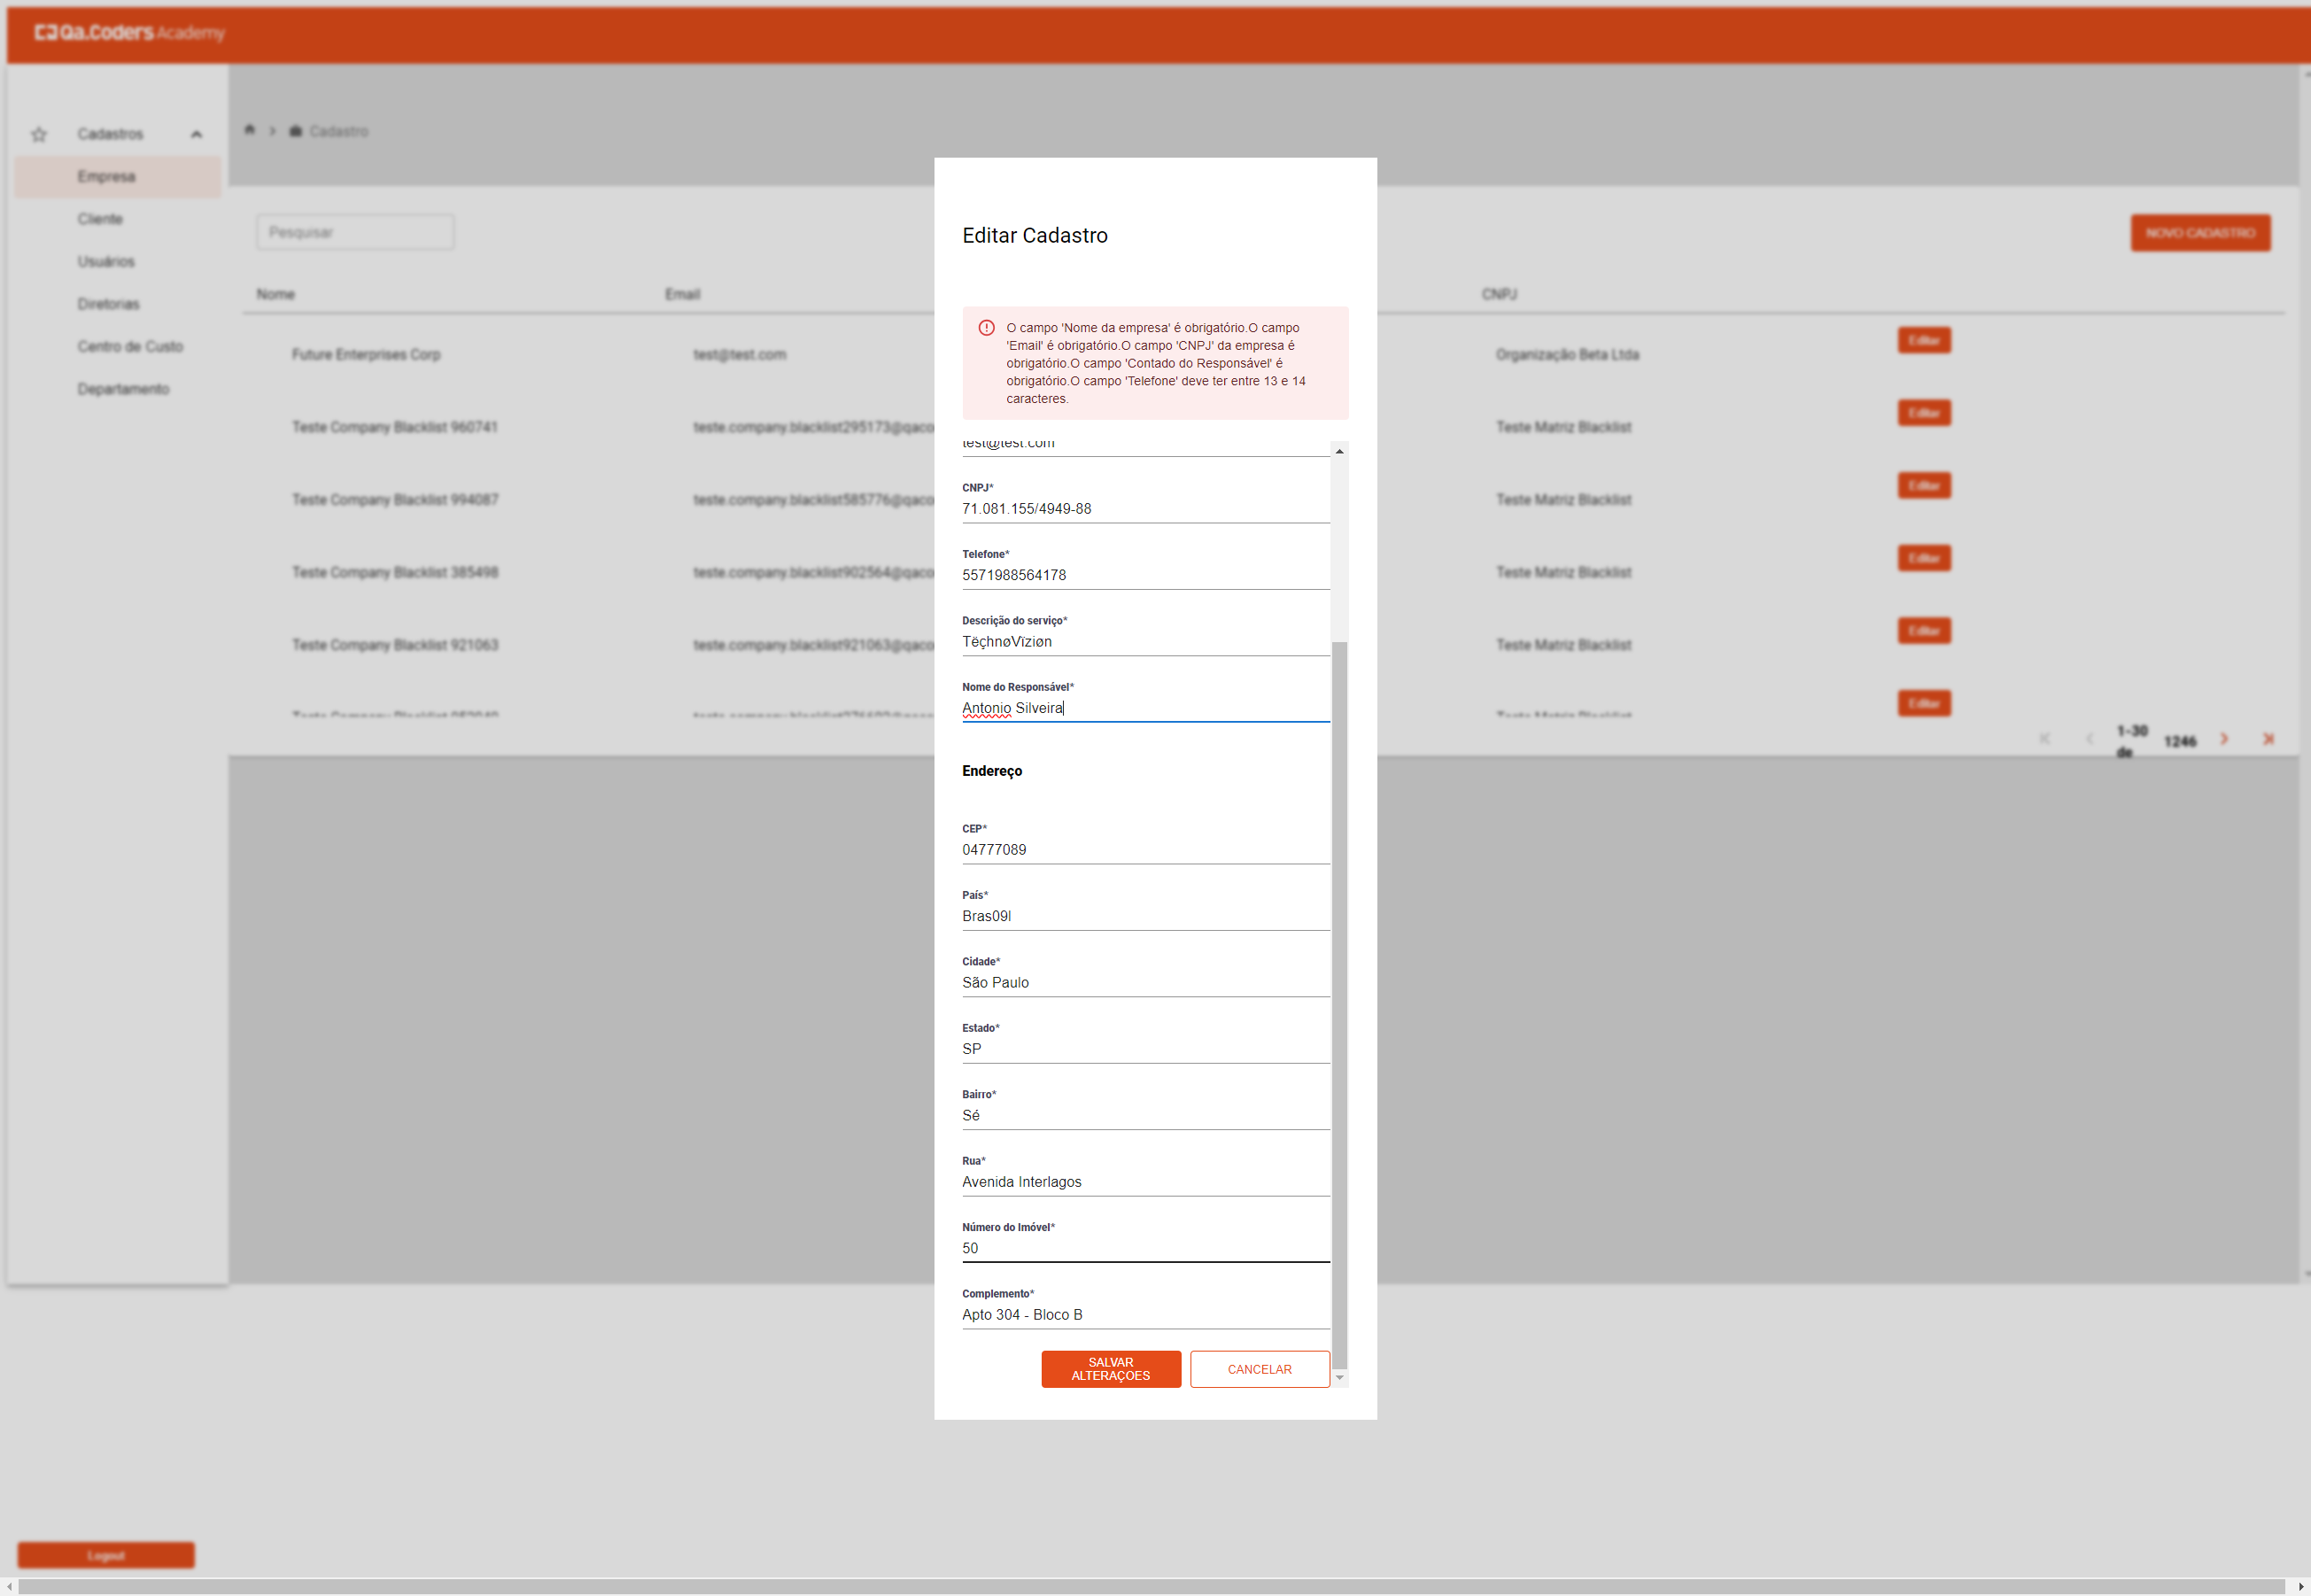 Qa.Coders Academy
Cadastros
Cadastro
Empresa
Cliente
Usuários
Diretorias
Centro de Custo
Departamento
Pesquisar
NOVO CADASTRO
Nome Email CNPJ
Future Enterprises Corp test@test.com Organização Beta Ltda Editar
Teste Company Blacklist 960741 teste.company.blacklist295173@qaco Teste Matriz Blacklist Editar
Teste Company Blacklist 994087 teste.company.blacklist585776@qaco Teste Matriz Blacklist Editar
Teste Company Blacklist 385498 teste.company.blacklist902564@qaco Teste Matriz Blacklist Editar
Teste Company Blacklist 921063 teste.company.blacklist921063@qaco Teste Matriz Blacklist Editar
Editar
1-30
de 1246
Editar Cadastro
O campo 'Nome da empresa' é obrigatório.O campo
'Email' é obrigatório.O campo 'CNPJ' da empresa é
obrigatório.O campo 'Contado do Responsável' é
obrigatório.O campo 'Telefone' deve ter entre 13 e 14
caracteres.
test@test.com
CNPJ*
71.081.155/4949-88
Telefone*
5571988564178
Descrição do serviço*
TëçhnøVïziøn
Nome do Responsável*
Antonio Silveira
Endereço
CEP*
04777089
País*
Bras09l
Cidade*
São Paulo
Estado*
SP
Bairro*
Sé
Rua*
Avenida Interlagos
Número do Imóvel*
50
Complemento*
Apto 304 - Bloco B
SALVAR
ALTERAÇOES
CANCELAR
Logout